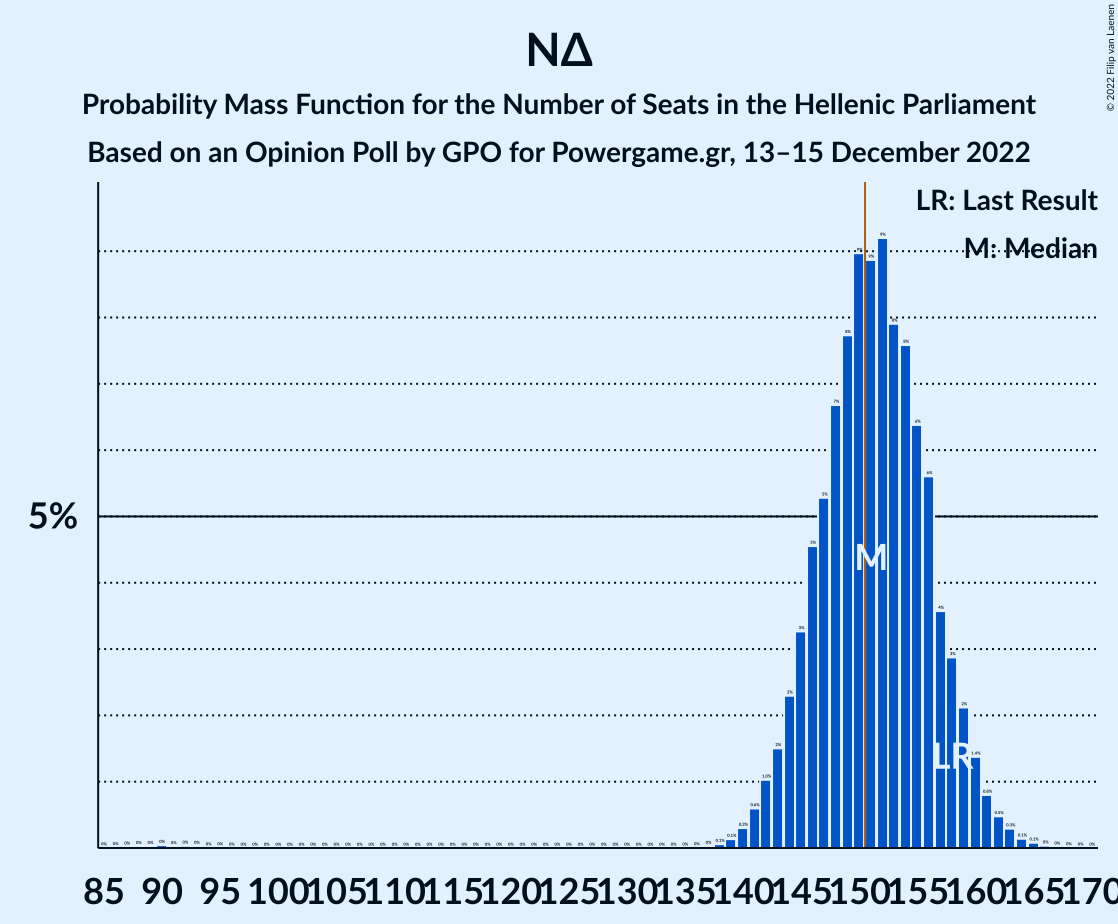 © 2022 Filip van Laenen
ΝΔ
Probability Mass Function for the Number of Seats in the Hellenic Parliament
Based on an Opinion Poll by GPO for Powergame.gr, 13–15 December 2022
LR: Last Result
M: Median
5%
M
LR
85 90 95 100 105 110 115 120 125 130 135 140 145 150 155 160 165 170